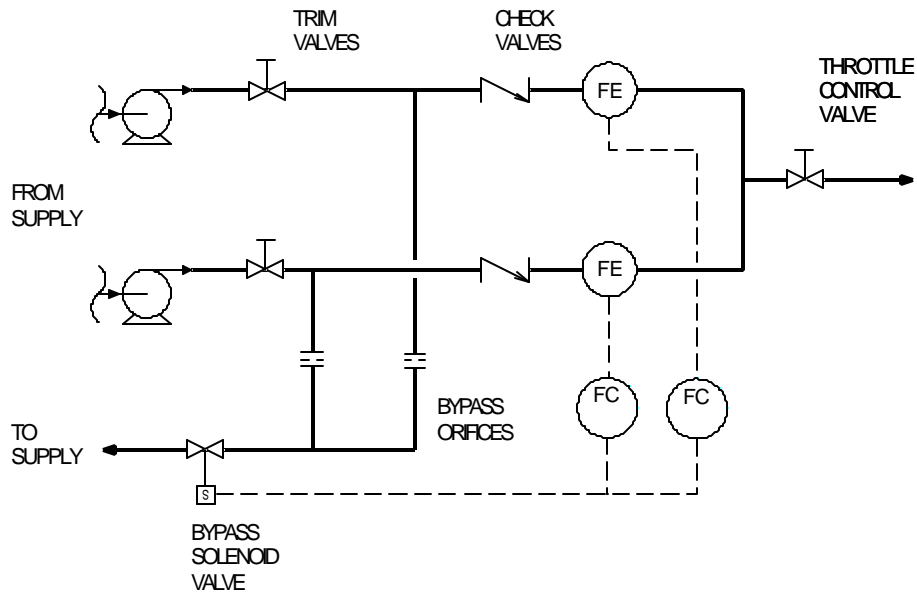 TRIM
VALVES
CHECK
VALVES
THROTTLE
CONTROL
VALVE
FE
FROM
SUPPLY
FE
FC
FC
BYPASS
ORIFICES
TO
SUPPLY
S
BYPASS
SOLENOID
VALVE